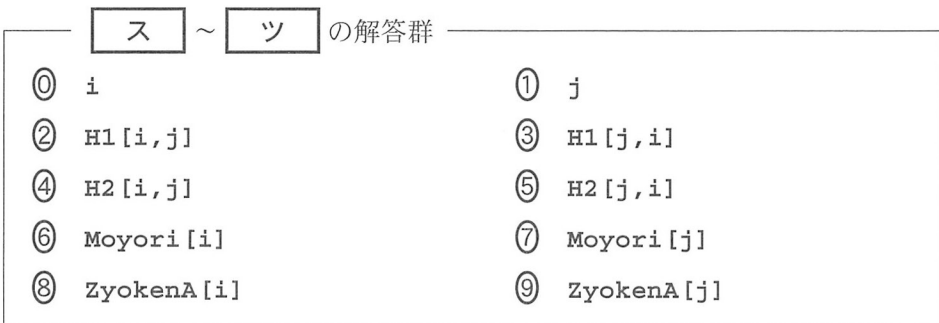 ス ～ ツ の解答群
⓪ i ① j
② H1[i,j] ③ H1[j,i]
④ H2[i,j] ⑤ H2[j,i]
⑥ Moyori[i] ⑦ Moyori[j]
⑧ ZyokenA[i] ⑨ ZyokenA[j]